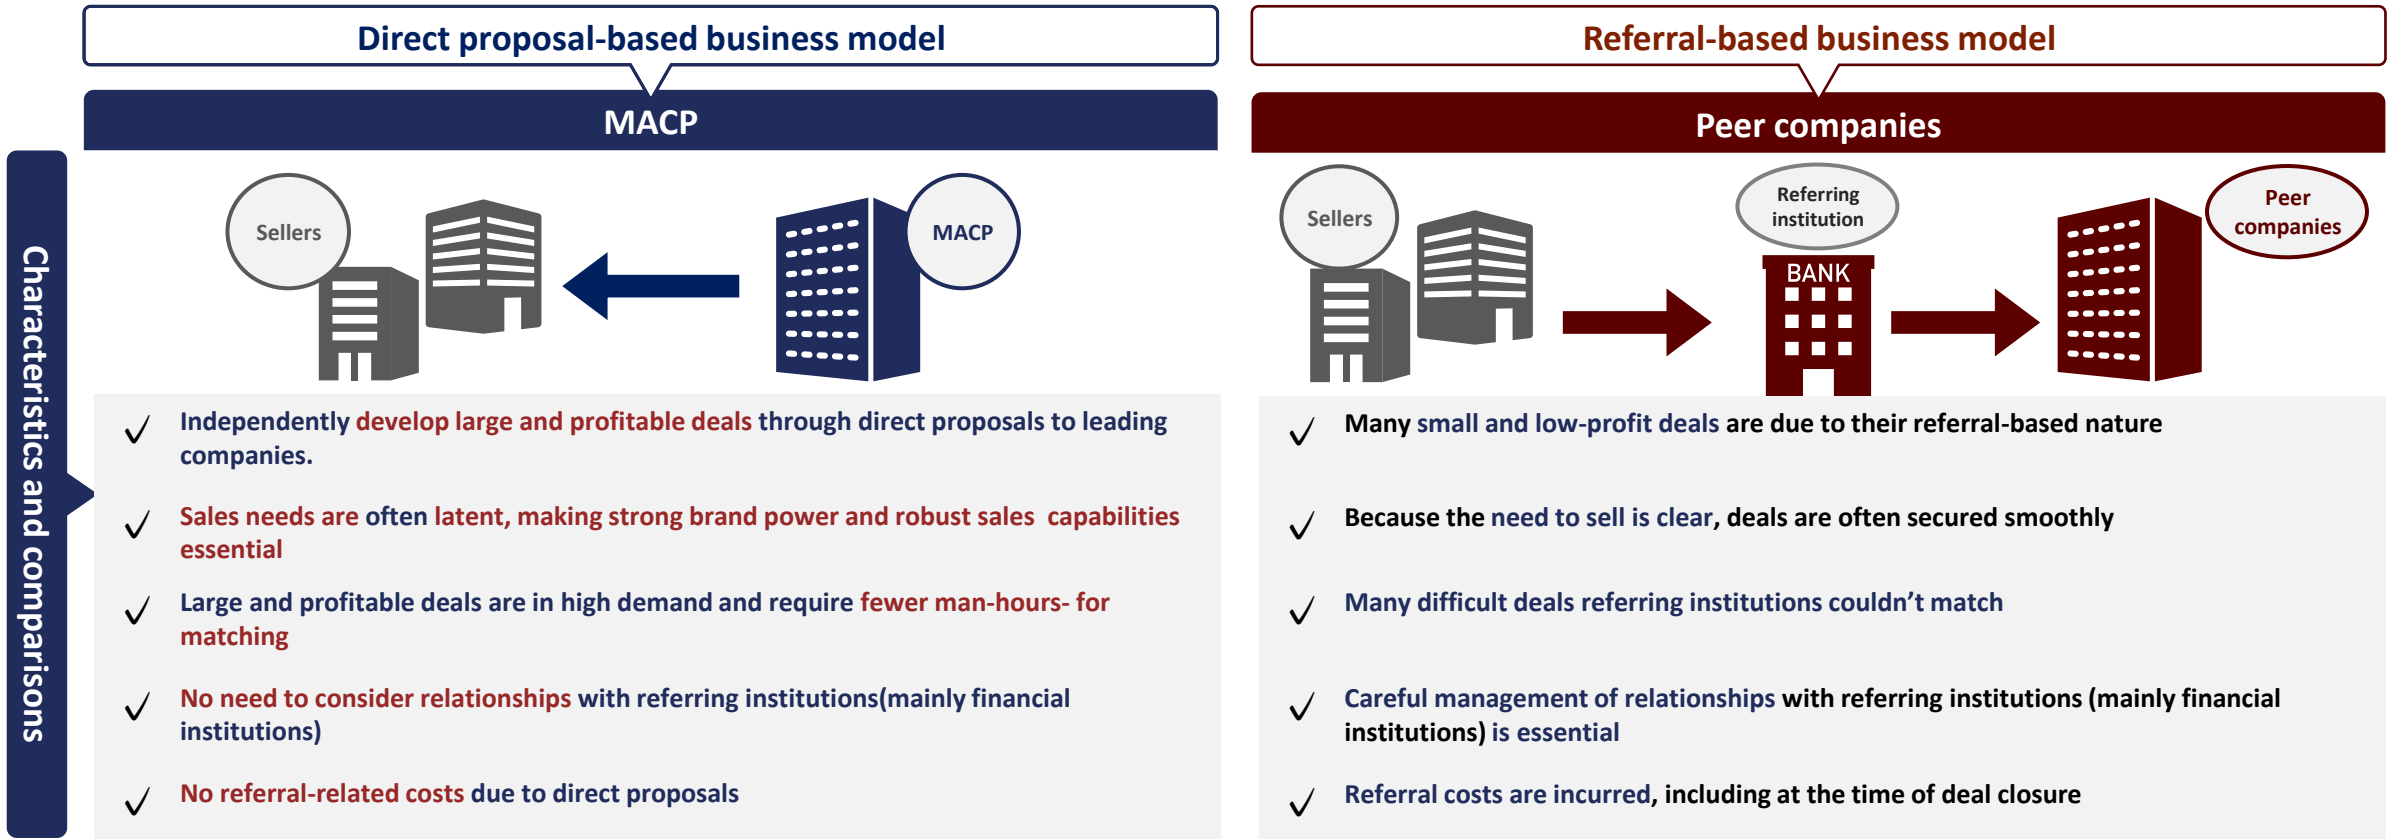 Direct proposal-based business model
MACP
Sellers
MACP
Independently develop large and profitable deals through direct proposals to leading
companies.
Sales needs are often latent, making strong brand power and robust sales capabilities
essential
Large and profitable deals are in high demand and require fewer man-hours- for
matching
No need to consider relationships with referring institutions(mainly financial
institutions)
No referral-related costs due to direct proposals
Referral-based business model
Peer companies
Sellers
Referring
institution
BANK
Peer
companies
Many small and low-profit deals are due to their referral-based nature
Because the need to sell is clear, deals are often secured smoothly
Many difficult deals referring institutions couldn’t match
Careful management of relationships with referring institutions (mainly financial
institutions) is essential
Referral costs are incurred, including at the time of deal closure
Characteristics and comparisons